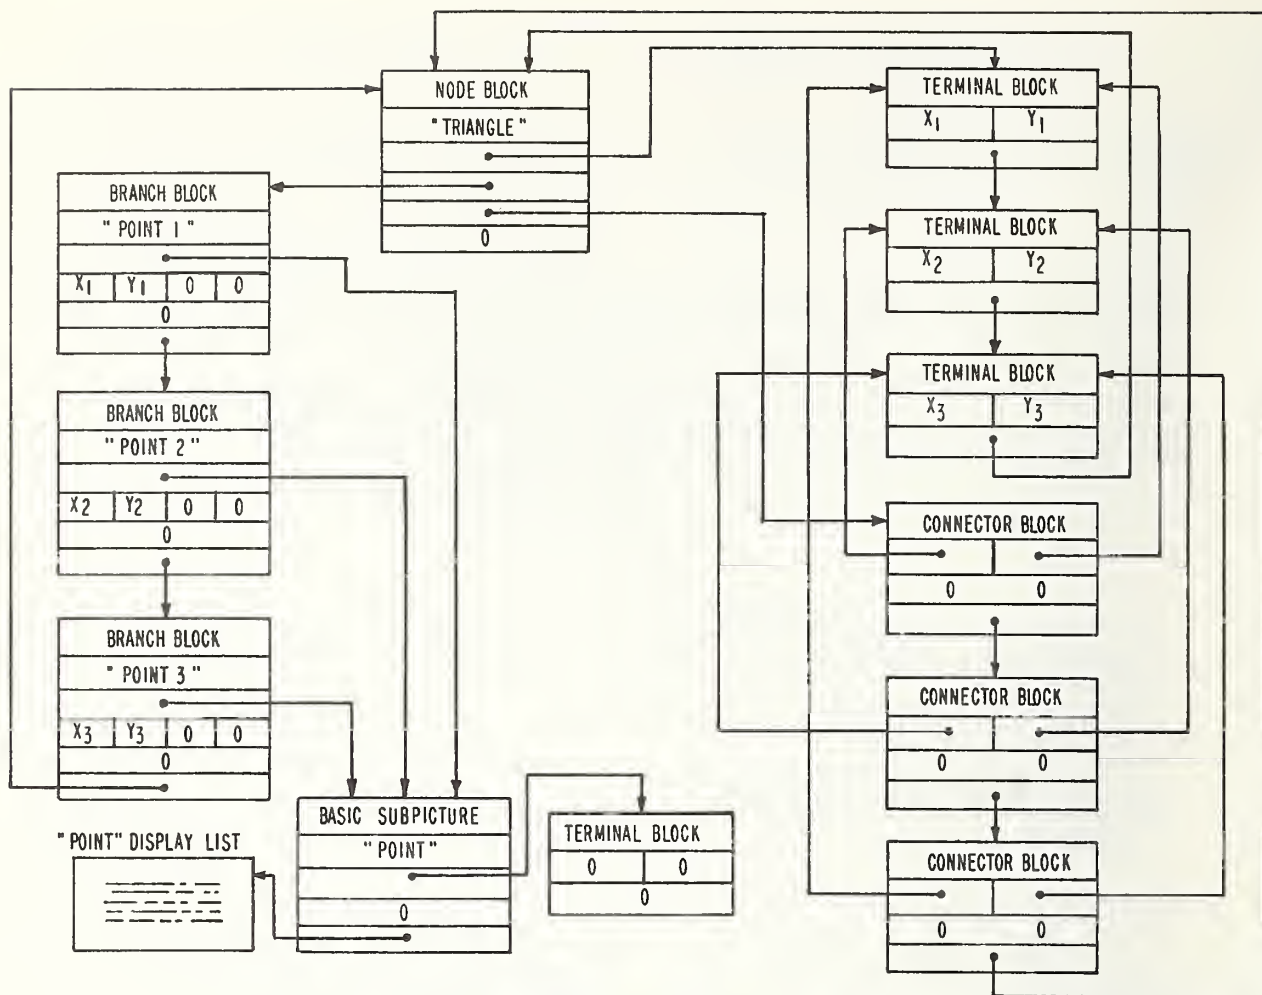 NODE BLOCK
"TRIANGLE"
0
BRANCH BLOCK
"POINT 1"
X1 Y1 0 0
0
BRANCH BLOCK
"POINT 2"
X2 Y2 0 0
0
BRANCH BLOCK
"POINT 3"
X3 Y3 0 0
0
"POINT" DISPLAY LIST
BASIC SUBPICTURE
"POINT"
0
TERMINAL BLOCK
0 0
0
TERMINAL BLOCK
X1 Y1
TERMINAL BLOCK
X2 Y2
TERMINAL BLOCK
X3 Y3
CONNECTOR BLOCK
0 0
CONNECTOR BLOCK
0 0
CONNECTOR BLOCK
0 0